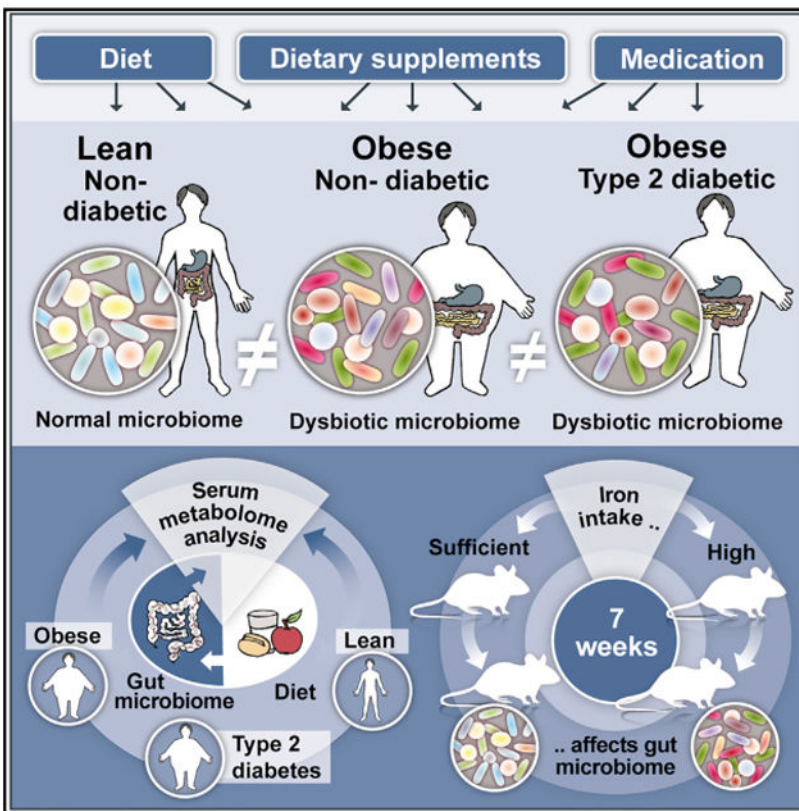 Diet
Dietary supplements
Medication
Lean
Non-
diabetic
Obese
Non- diabetic
Obese
Type 2 diabetic
≠
≠
Normal microbiome
Dysbiotic microbiome
Dysbiotic microbiome
Serum
metabolome
analysis
Obese
Gut
microbiome
Diet
Lean
Type 2
diabetes
Iron
intake ..
Sufficient
High
7
weeks
.. affects gut
microbiome